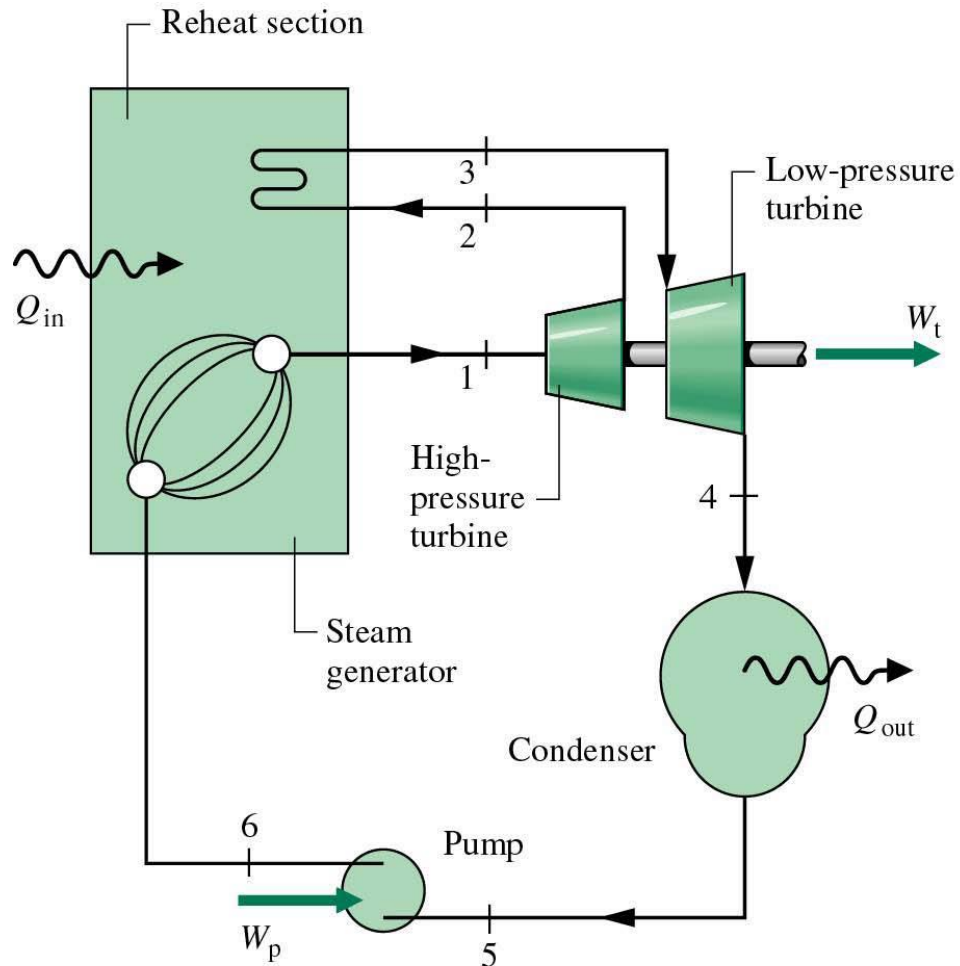 Reheat section
3
Low-pressure
turbine
2
Q in
W t
1
High-
pressure
turbine
4
Steam
generator
Q out
Condenser
6
Pump
W p
5